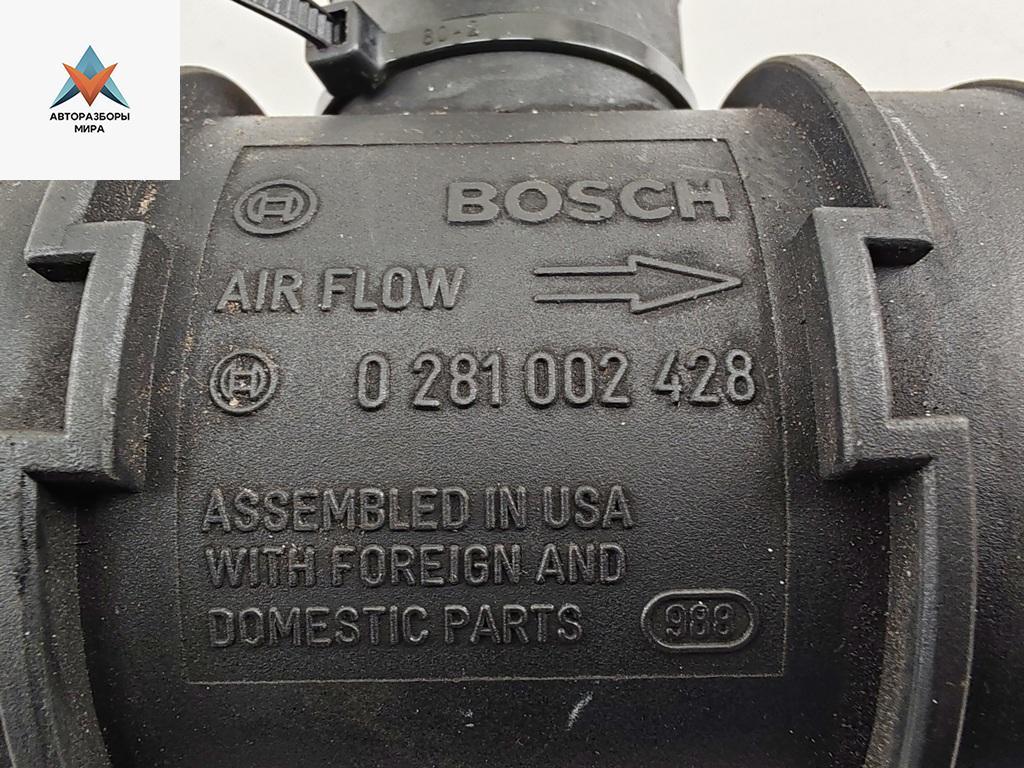 АВТОРАЗБОРЫ
МИРА
BOSCH
AIR FLOW
0 281 002 428
ASSEMBLED IN USA
WITH FOREIGN AND
DOMESTIC PARTS
988